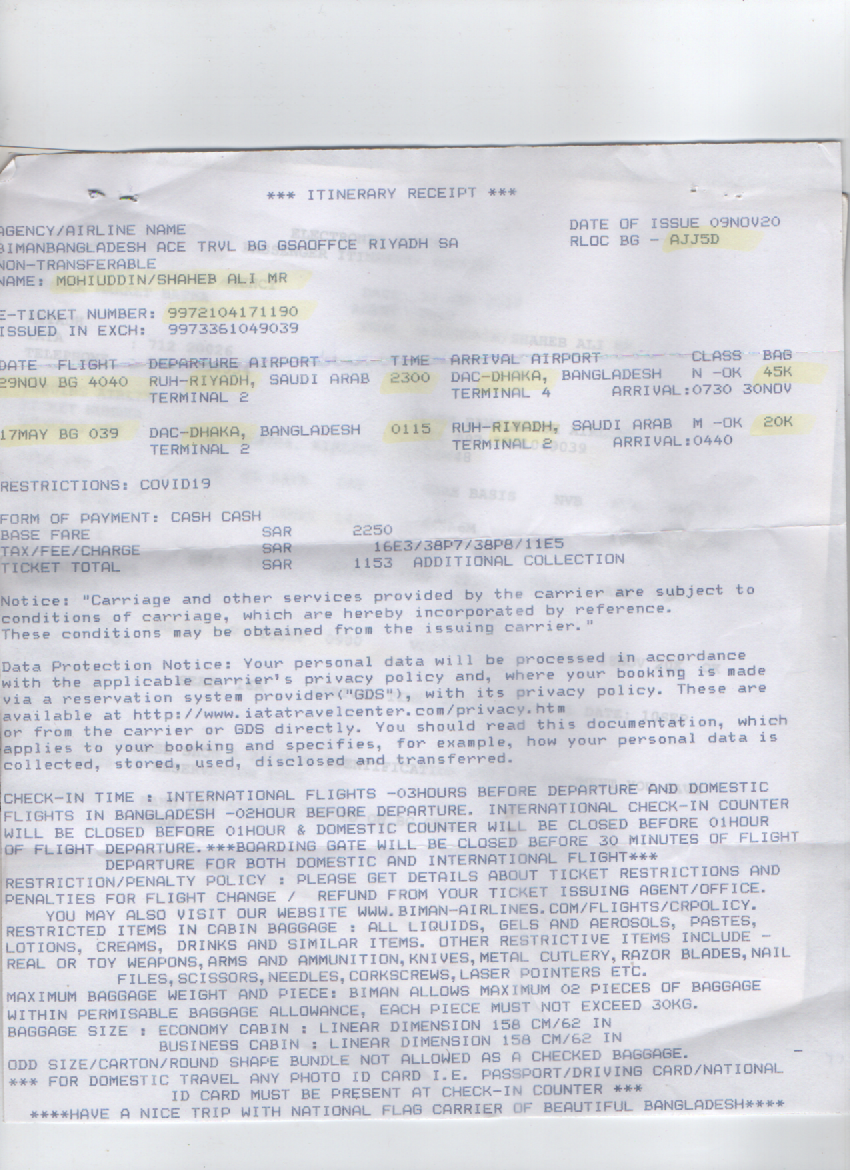 *** ITINERARY RECEIPT ***
AGENCY/AIRLINE NAME DATE OF ISSUE 09NOV20
BIMANBANGLADESH ACE TRVL BG GSAOFFCE RIYADH SA RLOC BG - AJJ5D
NON-TRANSFERABLE
NAME: MOHIUDDIN/SHAHEB ALI MR
E-TICKET NUMBER: 9972104171190
ISSUED IN EXCH: 9973361049039
DATE FLIGHT DEPARTURE AIRPORT TIME ARRIVAL AIRPORT CLASS BAG
29NOV BG 4040 RUH-RIYADH, SAUDI ARAB 2300 DAC-DHAKA, BANGLADESH N -OK 45K
TERMINAL 2 TERMINAL 4 ARRIVAL:0730 30NOV
17MAY BG 039 DAC-DHAKA, BANGLADESH 0115 RUH-RIYADH, SAUDI ARAB M -OK 20K
TERMINAL 2 TERMINAL 2 ARRIVAL:0440
RESTRICTIONS: COVID19
FORM OF PAYMENT: CASH CASH
BASE FARE SAR 2250
TAX/FEE/CHARGE SAR 16E3/38P7/38P8/11E5
TICKET TOTAL SAR 1153 ADDITIONAL COLLECTION
Notice: "Carriage and other services provided by the carrier are subject to
conditions of carriage, which are hereby incorporated by reference.
These conditions may be obtained from the issuing carrier."
Data Protection Notice: Your personal data will be processed in accordance
with the applicable carrier's privacy policy and, where your booking is made
via a reservation system provider("GDS"), with its privacy policy. These are
available at http://www.iatatravelcenter.com/privacy.htm
or from the carrier or GDS directly. You should read this documentation, which
applies to your booking and specifies, for example, how your personal data is
collected, stored, used, disclosed and transferred.
CHECK-IN TIME : INTERNATIONAL FLIGHTS -03HOURS BEFORE DEPARTURE AND DOMESTIC
FLIGHTS IN BANGLADESH -02HOUR BEFORE DEPARTURE. INTERNATIONAL CHECK-IN COUNTER
WILL BE CLOSED BEFORE 01HOUR & DOMESTIC COUNTER WILL BE CLOSED BEFORE 01HOUR
OF FLIGHT DEPARTURE.***BOARDING GATE WILL BE CLOSED BEFORE 30 MINUTES OF FLIGHT
DEPARTURE FOR BOTH DOMESTIC AND INTERNATIONAL FLIGHT***
RESTRICTION/PENALTY POLICY : PLEASE GET DETAILS ABOUT TICKET RESTRICTIONS AND
PENALTIES FOR FLIGHT CHANGE / REFUND FROM YOUR TICKET ISSUING AGENT/OFFICE.
YOU MAY ALSO VISIT OUR WEBSITE WWW.BIMAN-AIRLINES.COM/FLIGHTS/CRPOLICY.
RESTRICTED ITEMS IN CABIN BAGGAGE : ALL LIQUIDS, GELS AND AEROSOLS, PASTES,
LOTIONS, CREAMS, DRINKS AND SIMILAR ITEMS. OTHER RESTRICTIVE ITEMS INCLUDE -
REAL OR TOY WEAPONS,ARMS AND AMMUNITION,KNIVES,METAL CUTLERY,RAZOR BLADES,NAIL
FILES,SCISSORS,NEEDLES,CORKSCREWS,LASER POINTERS ETC.
MAXIMUM BAGGAGE WEIGHT AND PIECE: BIMAN ALLOWS MAXIMUM 02 PIECES OF BAGGAGE
WITHIN PERMISABLE BAGGAGE ALLOWANCE, EACH PIECE MUST NOT EXCEED 30KG.
BAGGAGE SIZE : ECONOMY CABIN : LINEAR DIMENSION 158 CM/62 IN
BUSINESS CABIN : LINEAR DIMENSION 158 CM/62 IN
ODD SIZE/CARTON/ROUND SHAPE BUNDLE NOT ALLOWED AS A CHECKED BAGGAGE.
*** FOR DOMESTIC TRAVEL ANY PHOTO ID CARD I.E. PASSPORT/DRIVING CARD/NATIONAL
ID CARD MUST BE PRESENT AT CHECK-IN COUNTER ***
****HAVE A NICE TRIP WITH NATIONAL FLAG CARRIER OF BEAUTIFUL BANGLADESH****